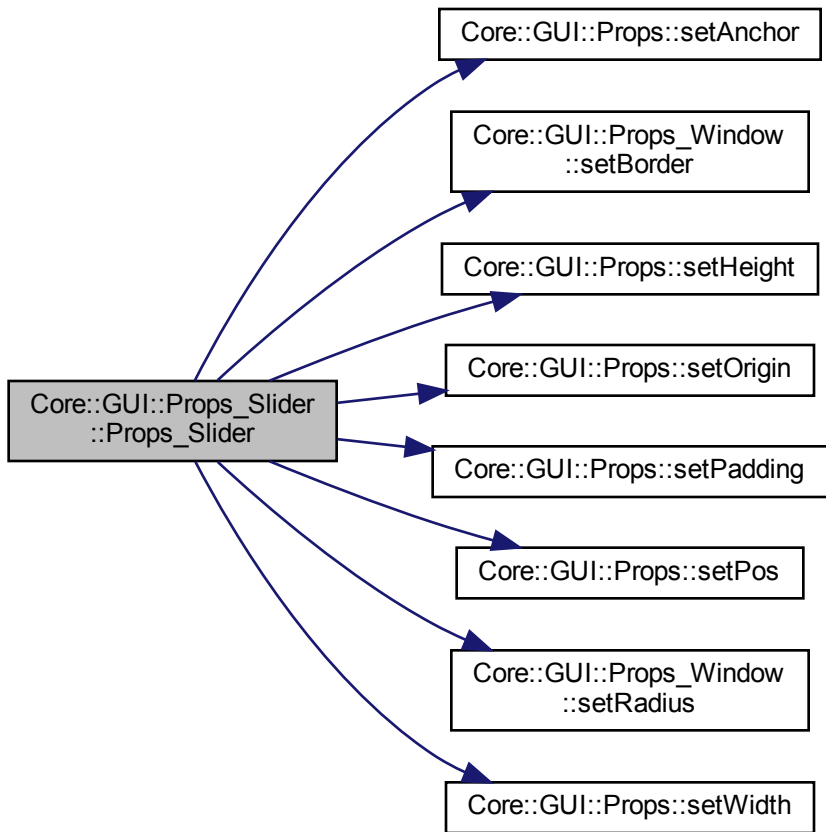 Core::GUI::Props::setAnchor
Core::GUI::Props_Window
::setBorder
Core::GUI::Props::setHeight
Core::GUI::Props::setOrigin
Core::GUI::Props_Slider
::Props_Slider
Core::GUI::Props::setPadding
Core::GUI::Props::setPos
Core::GUI::Props_Window
::setRadius
Core::GUI::Props::setWidth